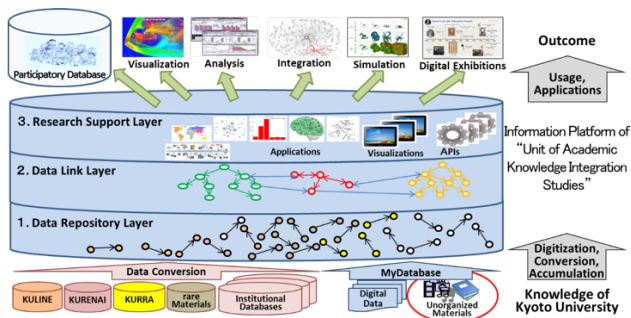 Participatory Database
Visualization
Analysis
Integration
Simulation
Digital Exhibitions
Outcome
Usage,
Applications
3. Research Support Layer
Applications
Visualizations
APIs
Information Platform of
“Unit of Academic
Knowledge Integration
Studies”
2. Data Link Layer
1. Data Repository Layer
Digitization,
Conversion,
Accumulation
Data Conversion
MyDatabase
KULINE
KURENAI
KURRA
rare
Materials
Institutional
Databases
Digital
Data
Unorganized
Materials
Knowledge of
Kyoto University